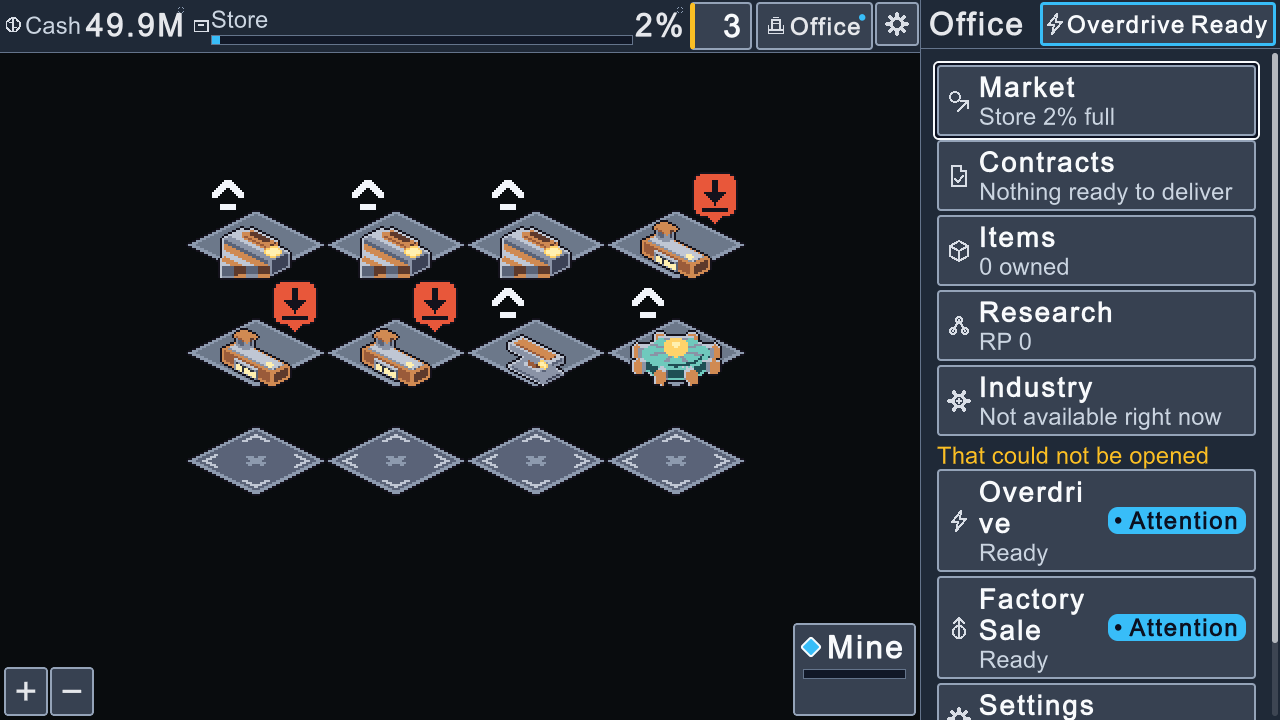 Cash 49.9M
Store
2%
3
Office
Office
Overdrive Ready
Market
Store 2% full
Contracts
Nothing ready to deliver
Items
0 owned
Research
RP 0
Industry
Not available right now
That could not be opened
Overdri
ve
• Attention
Ready
Factory
Sale
• Attention
Ready
Settings
Mine
+
−